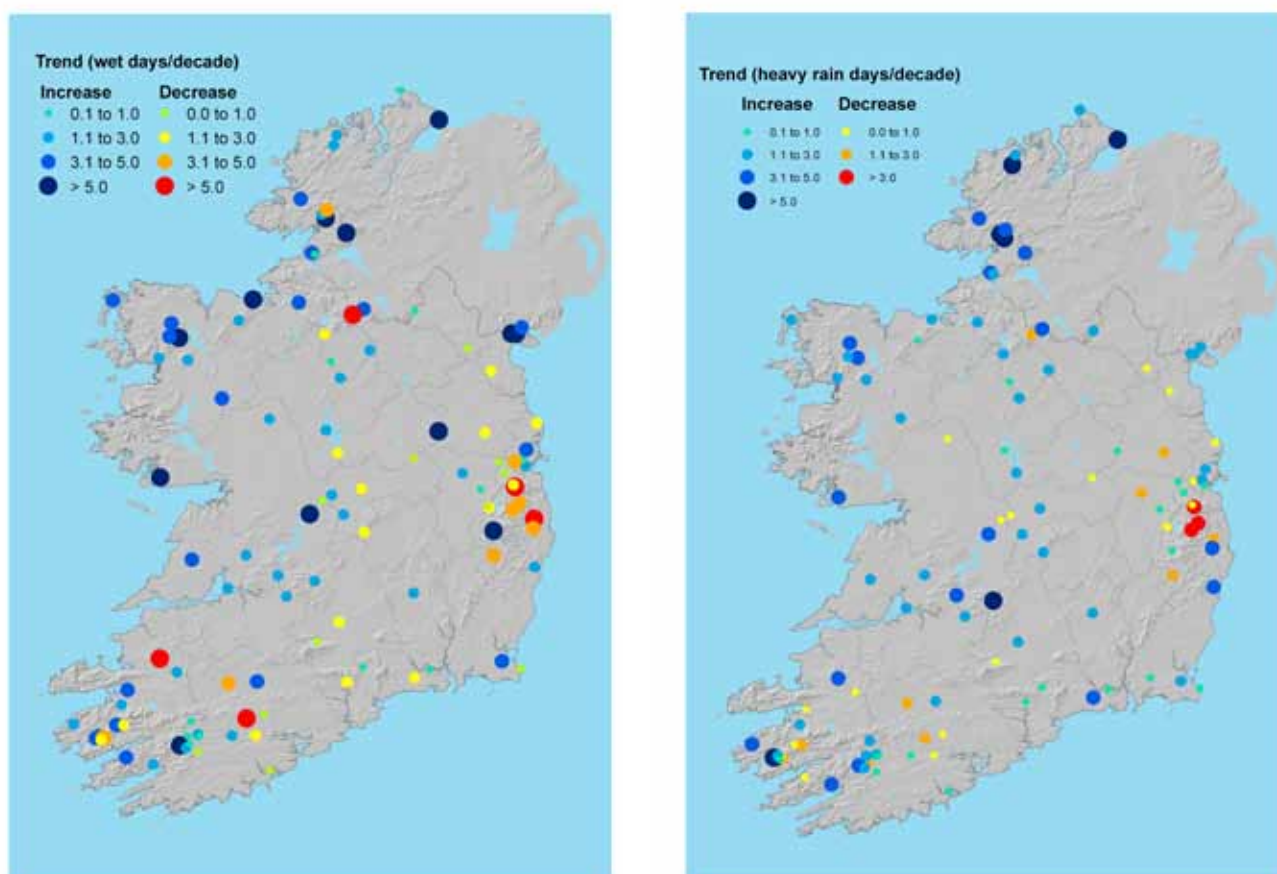 Trend (wet days/decade)
Increase Decrease
0.1 to 1.0 0.0 to 1.0
1.1 to 3.0 1.1 to 3.0
3.1 to 5.0 3.1 to 5.0
> 5.0 > 5.0
Trend (heavy rain days/decade)
Increase Decrease
0.1 to 1.0 0.0 to 1.0
1.1 to 3.0 1.1 to 3.0
3.1 to 5.0 > 3.0
> 5.0